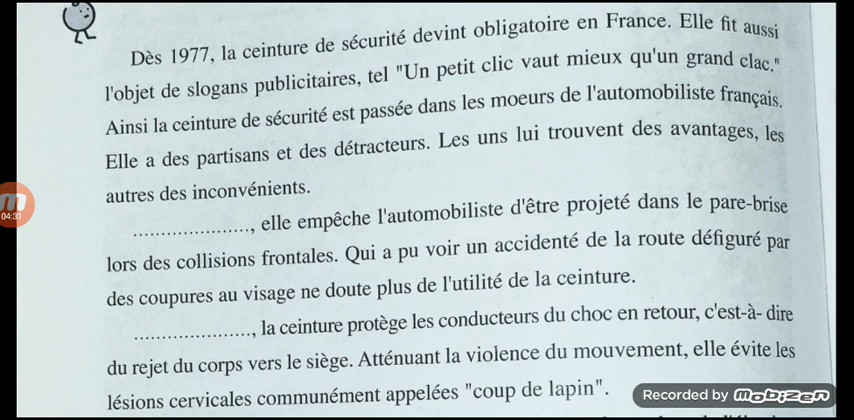 Dès 1977, la ceinture de sécurité devint obligatoire en France. Elle fit aussi
l'objet de slogans publicitaires, tel "Un petit clic vaut mieux qu'un grand clac."
Ainsi la ceinture de sécurité est passée dans les moeurs de l'automobiliste français.
Elle a des partisans et des détracteurs. Les uns lui trouvent des avantages, les
autres des inconvénients.
....................., elle empêche l'automobiliste d'être projeté dans le pare-brise
lors des collisions frontales. Qui a pu voir un accidenté de la route défiguré par
des coupures au visage ne doute plus de l'utilité de la ceinture.
....................., la ceinture protège les conducteurs du choc en retour, c'est-à- dire
du rejet du corps vers le siège. Atténuant la violence du mouvement, elle évite les
lésions cervicales communément appelées "coup de lapin".
04:31
Recorded by mobizen